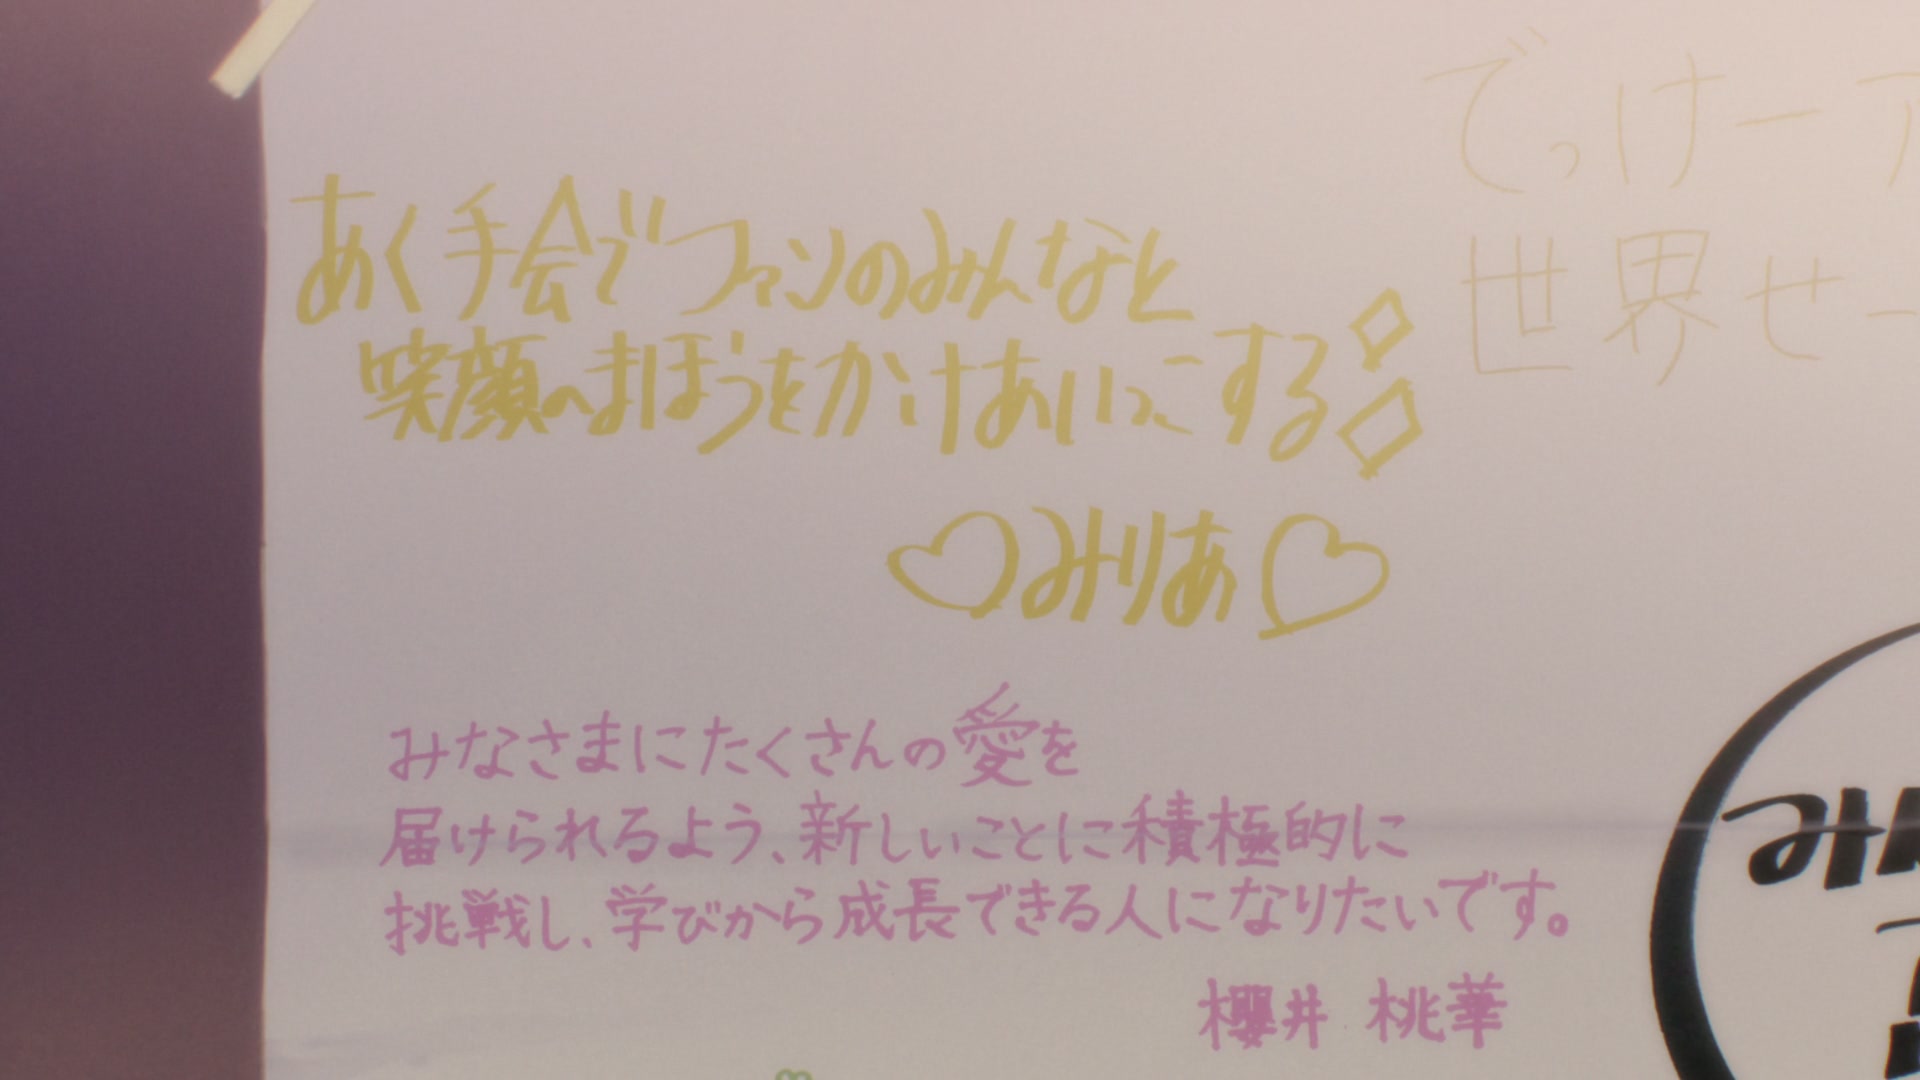 あく手会でファンのみんなと
笑顔へまほうをかけあいっこする
みりあ
でっけー
世界せー
みなさまにたくさんの愛を
届けられるよう、新しいことに積極的に
挑戦し、学びから成長できる人になりたいです。
櫻井 桃華
み